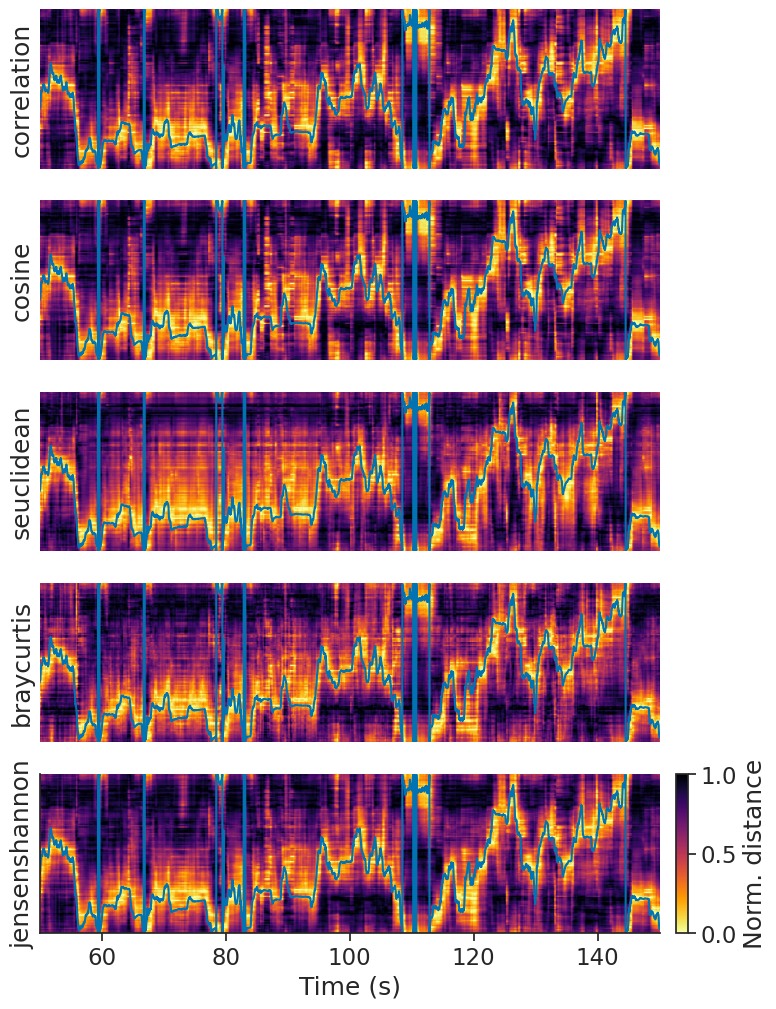 correlation
cosine
seuclidean
braycurtis
jensenshannon
1.0
0.5
0.0
Norm. distance
60 80 100 120 140
Time (s)